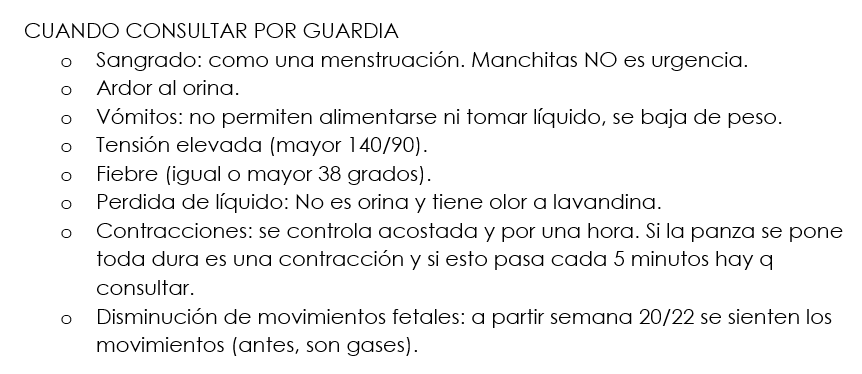 CUANDO CONSULTAR POR GUARDIA
o Sangrado: como una menstruación. Manchitas NO es urgencia.
o Ardor al orina.
o Vómitos: no permiten alimentarse ni tomar líquido, se baja de peso.
o Tensión elevada (mayor 140/90).
o Fiebre (igual o mayor 38 grados).
o Perdida de líquido: No es orina y tiene olor a lavandina.
o Contracciones: se controla acostada y por una hora. Si la panza se pone
toda dura es una contracción y si esto pasa cada 5 minutos hay q
consultar.
o Disminución de movimientos fetales: a partir semana 20/22 se sienten los
movimientos (antes, son gases).